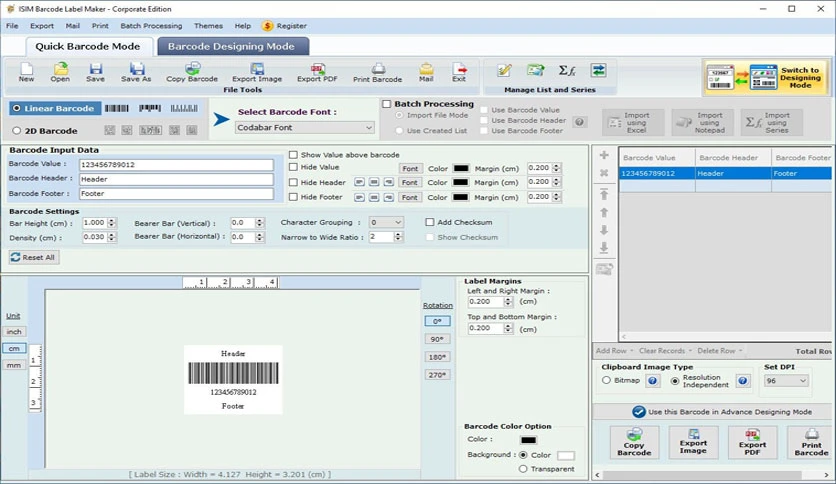 ISIM Barcode Label Maker - Corporate Edition
File Export Mail Print Batch Processing Themes Help $ Register
Quick Barcode Mode Barcode Designing Mode
New Open Save Save As Copy Barcode Export Image Export PDF Print Barcode Mail Exit
File Tools
Manage List and Series
Switch to Designing Mode
Linear Barcode
2D Barcode
Select Barcode Font :
Codabar Font
Batch Processing
Import File Mode
Use Created List
Use Barcode Value
Use Barcode Header
Use Barcode Footer
Import using Excel
Import using Notepad
Import using Series
Barcode Input Data
Barcode Value : 123456789012
Barcode Header : Header
Barcode Footer : Footer
Show Value above barcode
Hide Value Font Color Margin (cm) 0.200
Hide Header Font Color Margin (cm) 0.200
Hide Footer Font Color Margin (cm) 0.200
Barcode Settings
Bar Height (cm) : 1.000 Bearer Bar (Vertical) : 0.0 Character Grouping : 0 Add Checksum
Density (cm) : 0.030 Bearer Bar (Horizontal) : 0.0 Narrow to Wide Ratio : 2 Show Checksum
Reset All
Barcode Value Barcode Header Barcode Footer
123456789012 Header Footer
Add Row Clear Records Delete Row Total Row
Unit
inch
cm
mm
1 2 3 4
1
2
3
Header
123456789012
Footer
[ Label Size : Width = 4.127 Height = 3.201 (cm) ]
Rotation
0°
90°
180°
270°
Label Margins
Left and Right Margin :
0.200 (cm)
Top and Bottom Margin :
0.200 (cm)
Barcode Color Option
Color :
Background : Color
Transparent
Clipboard Image Type
Bitmap ? Resolution Independent ?
Set DPI
96
Use this Barcode in Advance Designing Mode
Copy Barcode
Export Image
Export PDF
Print Barcode